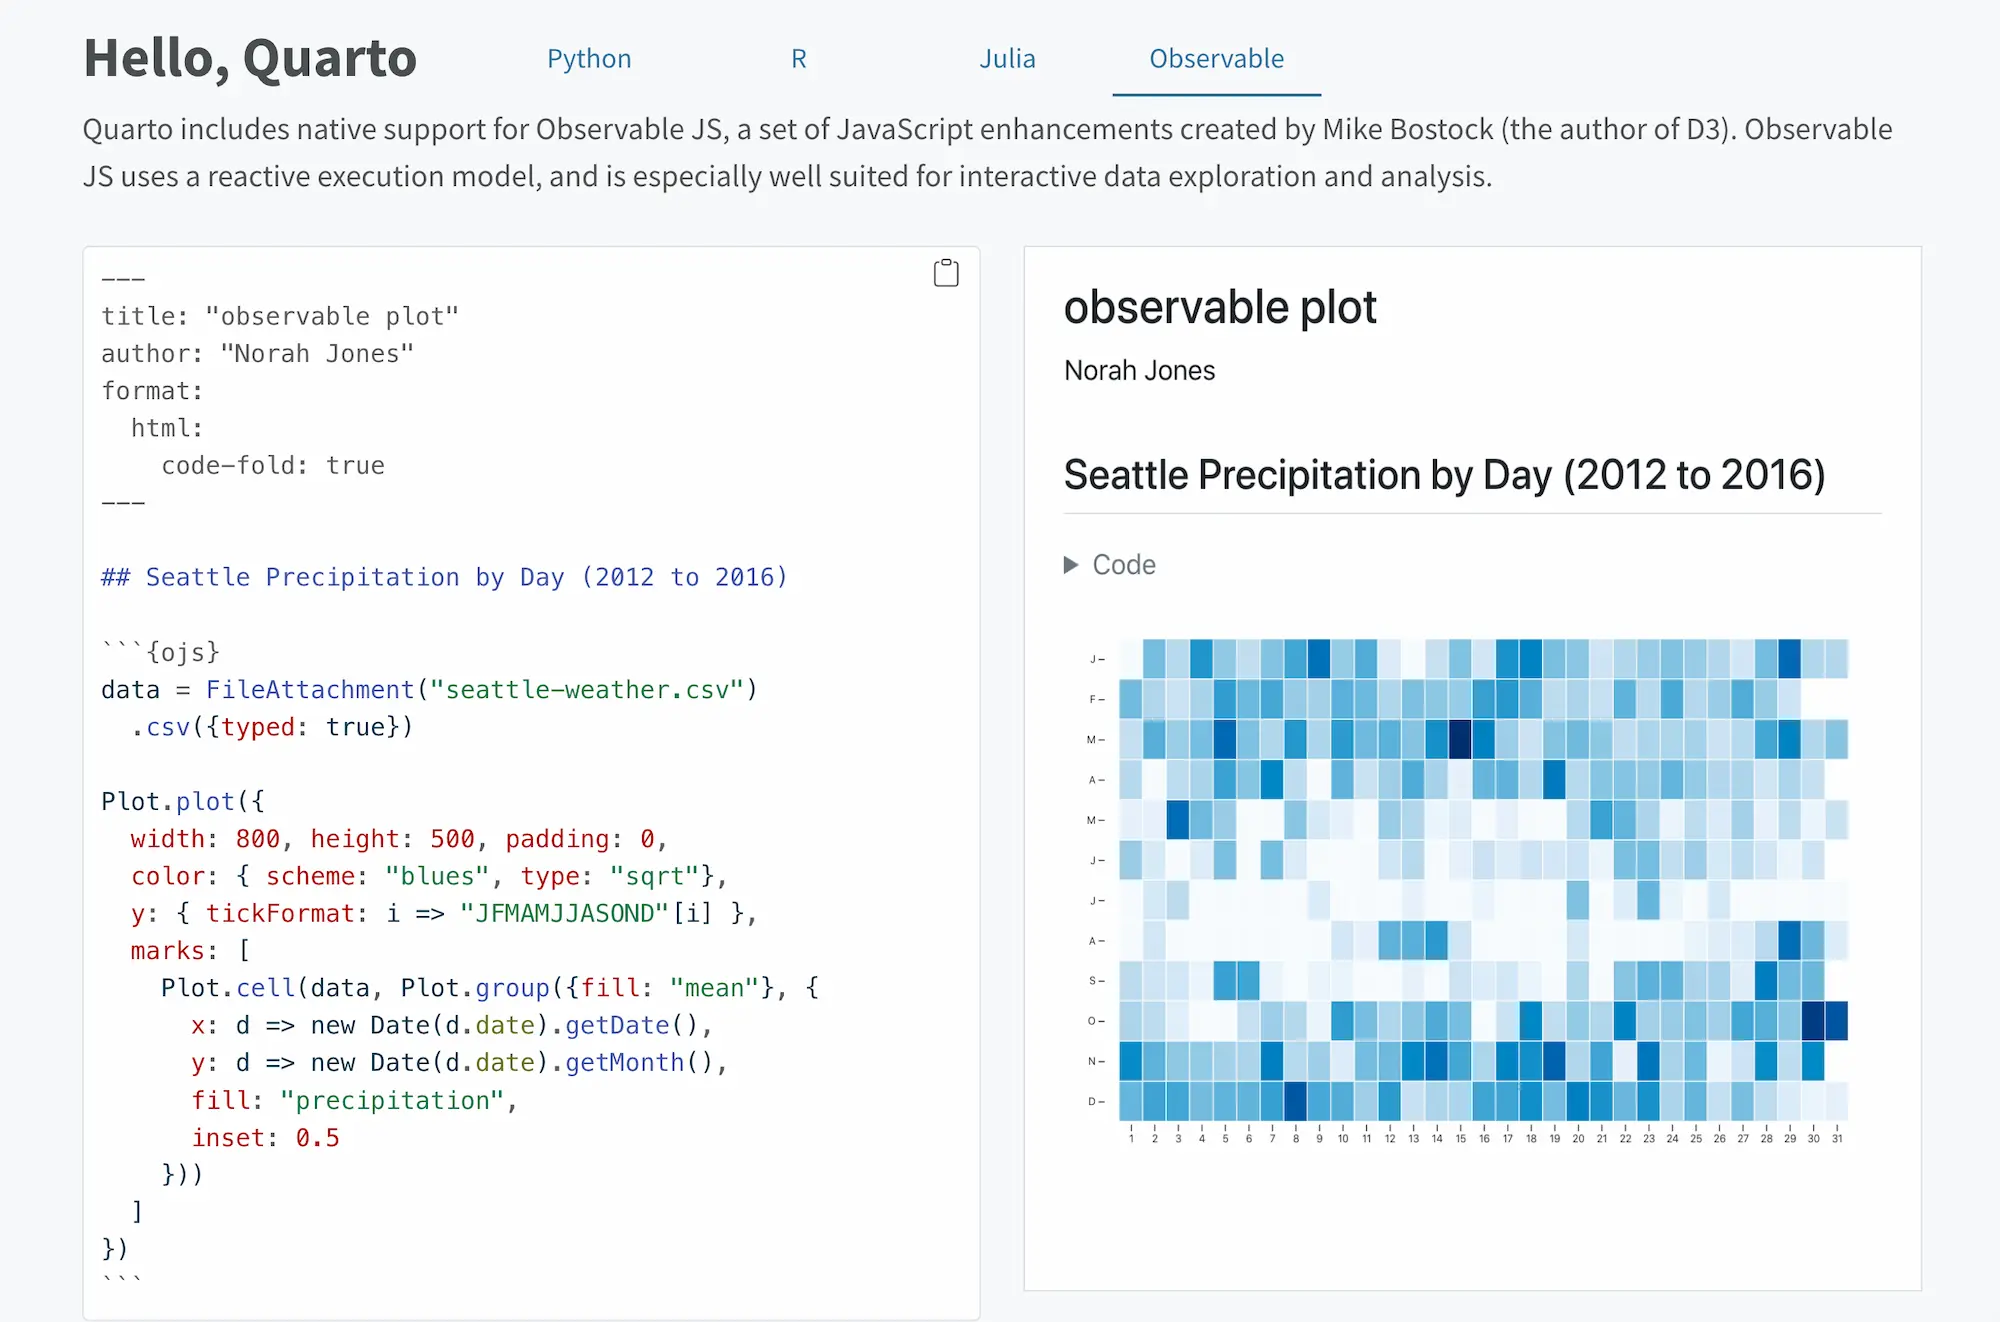 Hello, Quarto
Python
R
Julia
Observable
Quarto includes native support for Observable JS, a set of JavaScript enhancements created by Mike Bostock (the author of D3). Observable
JS uses a reactive execution model, and is especially well suited for interactive data exploration and analysis.
---
title: "observable plot"
author: "Norah Jones"
format:
  html:
    code-fold: true
---
## Seattle Precipitation by Day (2012 to 2016)
```{ojs}
data = FileAttachment("seattle-weather.csv")
  .csv({typed: true})
Plot.plot({
  width: 800, height: 500, padding: 0,
  color: { scheme: "blues", type: "sqrt"},
  y: { tickFormat: i => "JFMAMJJASOND"[i] },
  marks: [
    Plot.cell(data, Plot.group({fill: "mean"}, {
      x: d => new Date(d.date).getDate(),
      y: d => new Date(d.date).getMonth(),
      fill: "precipitation",
      inset: 0.5
    }))
  ]
})
```
observable plot
Norah Jones
Seattle Precipitation by Day (2012 to 2016)
Code
J
F
M
A
M
J
J
A
S
O
N
D
1 2 3 4 5 6 7 8 9 10 11 12 13 14 15 16 17 18 19 20 21 22 23 24 25 26 27 28 29 30 31